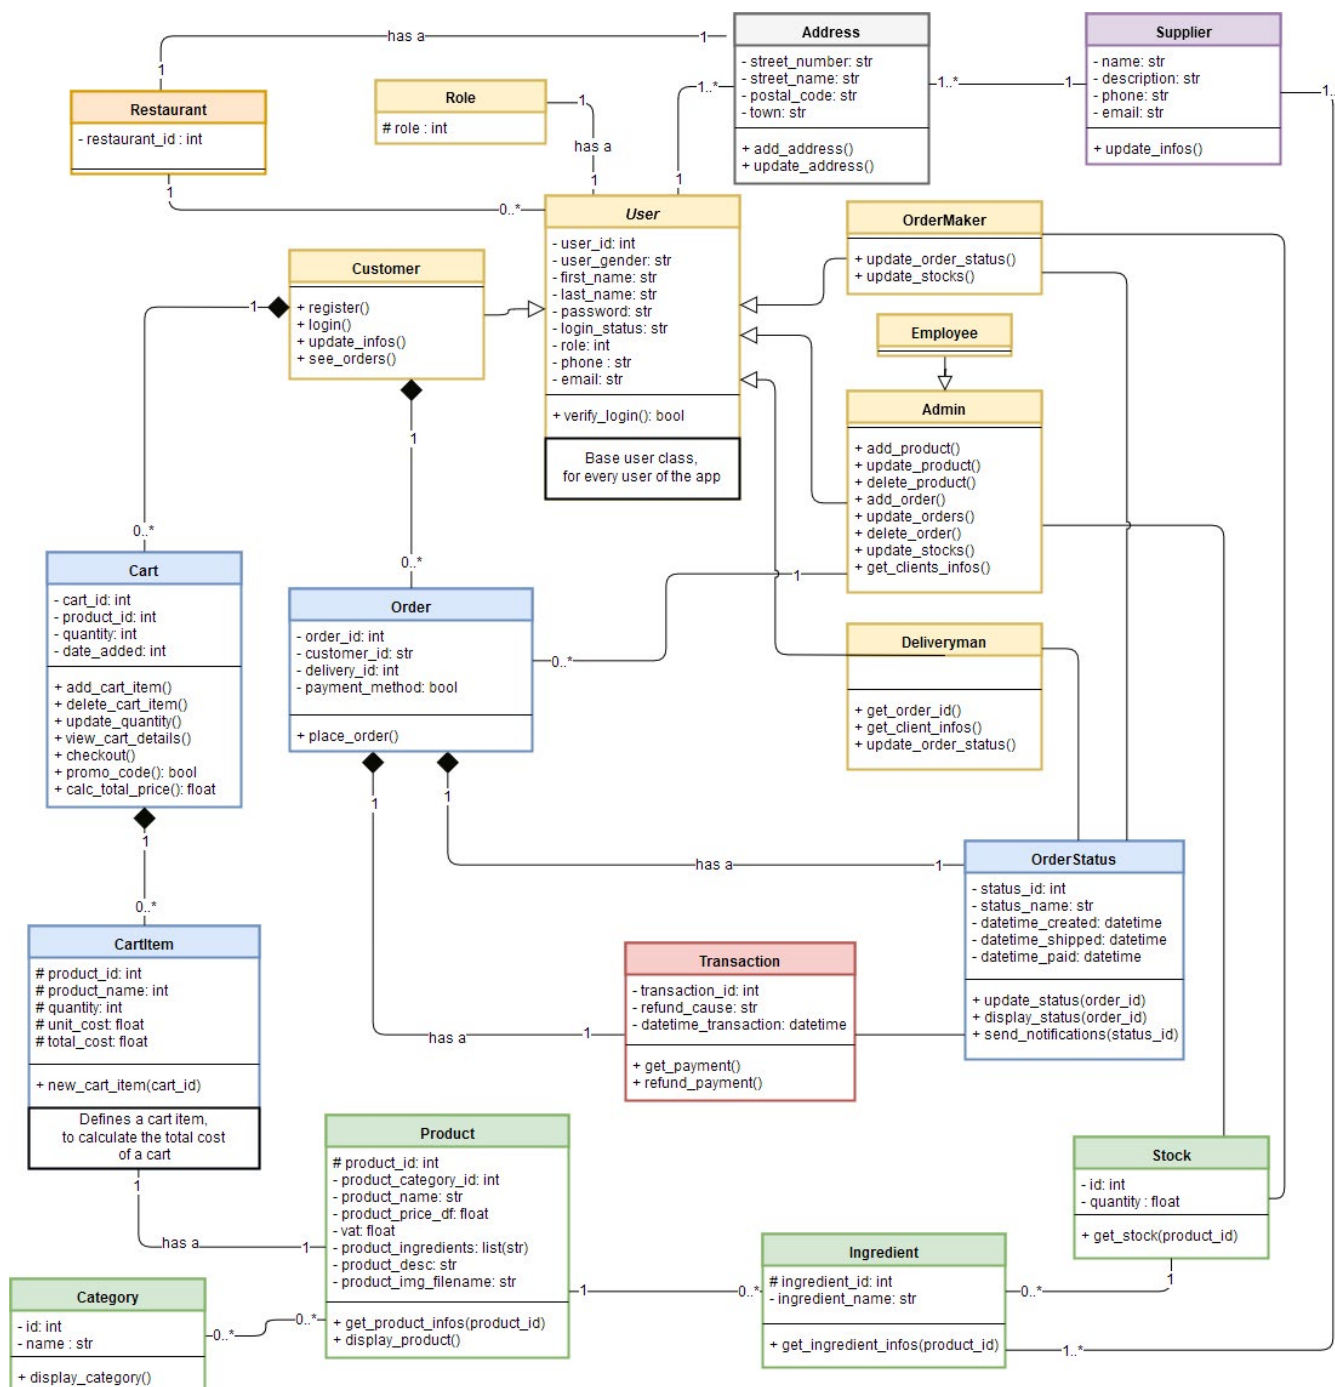 has a
1
1
Restaurant
- restaurant_id : int
1
0..*
Role
# role : int
1
has a
1
Address
- street_number: str
- street_name: str
- postal_code: str
- town: str
+ add_address()
+ update_address()
1..*
1
1..*
1
Supplier
- name: str
- description: str
- phone: str
- email: str
+ update_infos()
1..
User
- user_id: int
- user_gender: str
- first_name: str
- last_name: str
- password: str
- login_status: str
- role: int
- phone : str
- email: str
+ verify_login(): bool
Base user class,
for every user of the app
OrderMaker
+ update_order_status()
+ update_stocks()
Customer
+ register()
+ login()
+ update_infos()
+ see_orders()
1
1
Employee
Admin
+ add_product()
+ update_product()
+ delete_product()
+ add_order()
+ update_orders()
+ delete_order()
+ update_stocks()
+ get_clients_infos()
1
0..*
0..*
0..*
Cart
- cart_id: int
- product_id: int
- quantity: int
- date_added: int
+ add_cart_item()
+ delete_cart_item()
+ update_quantity()
+ view_cart_details()
+ checkout()
+ promo_code(): bool
+ calc_total_price(): float
1
0..*
Order
- order_id: int
- customer_id: str
- delivery_id: int
- payment_method: bool
+ place_order()
1
1
has a
1
has a
1
Deliveryman
+ get_order_id()
+ get_client_infos()
+ update_order_status()
OrderStatus
- status_id: int
- status_name: str
- datetime_created: datetime
- datetime_shipped: datetime
- datetime_paid: datetime
+ update_status(order_id)
+ display_status(order_id)
+ send_notifications(status_id)
CartItem
# product_id: int
# product_name: int
# quantity: int
# unit_cost: float
# total_cost: float
+ new_cart_item(cart_id)
Defines a cart item,
to calculate the total cost
of a cart
1
has a
1
Transaction
- transaction_id: int
- refund_cause: str
- datetime_transaction: datetime
+ get_payment()
+ refund_payment()
Product
# product_id: int
- product_category_id: int
- product_name: str
- product_price_df: float
- vat: float
- product_ingredients: list(str)
- product_desc: str
- product_img_filename: str
+ get_product_infos(product_id)
+ display_product()
1
0..*
0..*
0..*
Stock
- id: int
- quantity : float
+ get_stock(product_id)
1
0..*
Ingredient
# ingredient_id: int
- ingredient_name: str
+ get_ingredient_infos(product_id)
1..*
Category
- id: int
- name : str
+ display_category()